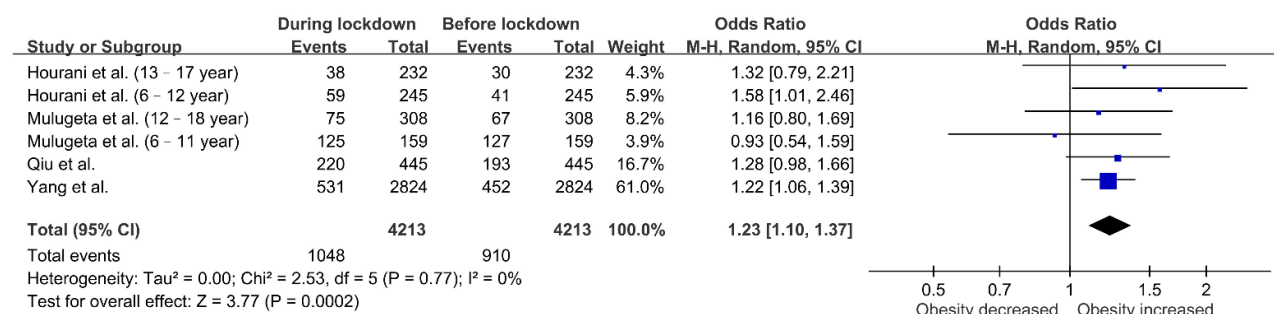 During lockdown Before lockdown Odds Ratio Odds Ratio
Study or Subgroup Events Total Events Total Weight M-H, Random, 95% CI M-H, Random, 95% CI
Hourani et al. (13 – 17 year) 38 232 30 232 4.3% 1.32 [0.79, 2.21]
Hourani et al. (6 – 12 year) 59 245 41 245 5.9% 1.58 [1.01, 2.46]
Mulugeta et al. (12 – 18 year) 75 308 67 308 8.2% 1.16 [0.80, 1.69]
Mulugeta et al. (6 – 11 year) 125 159 127 159 3.9% 0.93 [0.54, 1.59]
Qiu et al. 220 445 193 445 16.7% 1.28 [0.98, 1.66]
Yang et al. 531 2824 452 2824 61.0% 1.22 [1.06, 1.39]
Total (95% CI) 4213 4213 100.0% 1.23 [1.10, 1.37]
Total events 1048 910
Heterogeneity: Tau² = 0.00; Chi² = 2.53, df = 5 (P = 0.77); I² = 0%
Test for overall effect: Z = 3.77 (P = 0.0002)
0.5 0.7 1 1.5 2
Obesity decreased Obesity increased